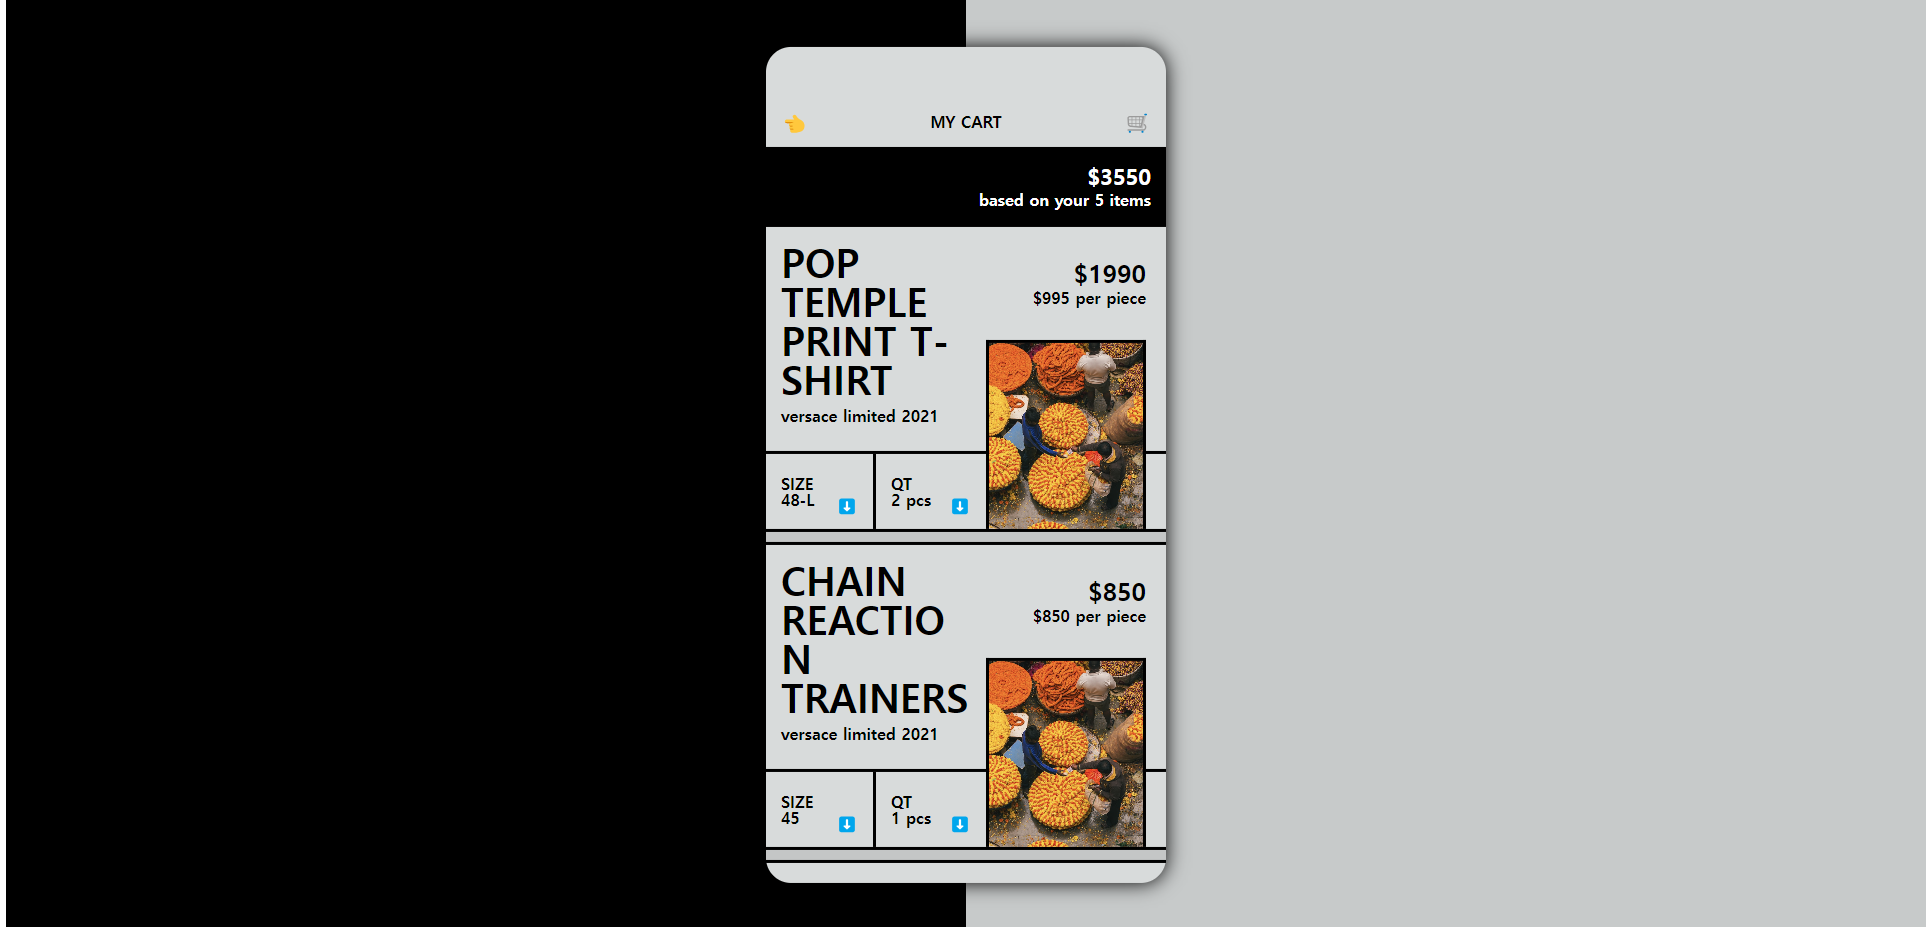 MY CART
$3550
based on your 5 items
POP
TEMPLE
PRINT T-
SHIRT
versace limited 2021
$1990
$995 per piece
SIZE
48-L
QT
2 pcs
CHAIN
REACTIO
N
TRAINERS
versace limited 2021
$850
$850 per piece
SIZE
45
QT
1 pcs